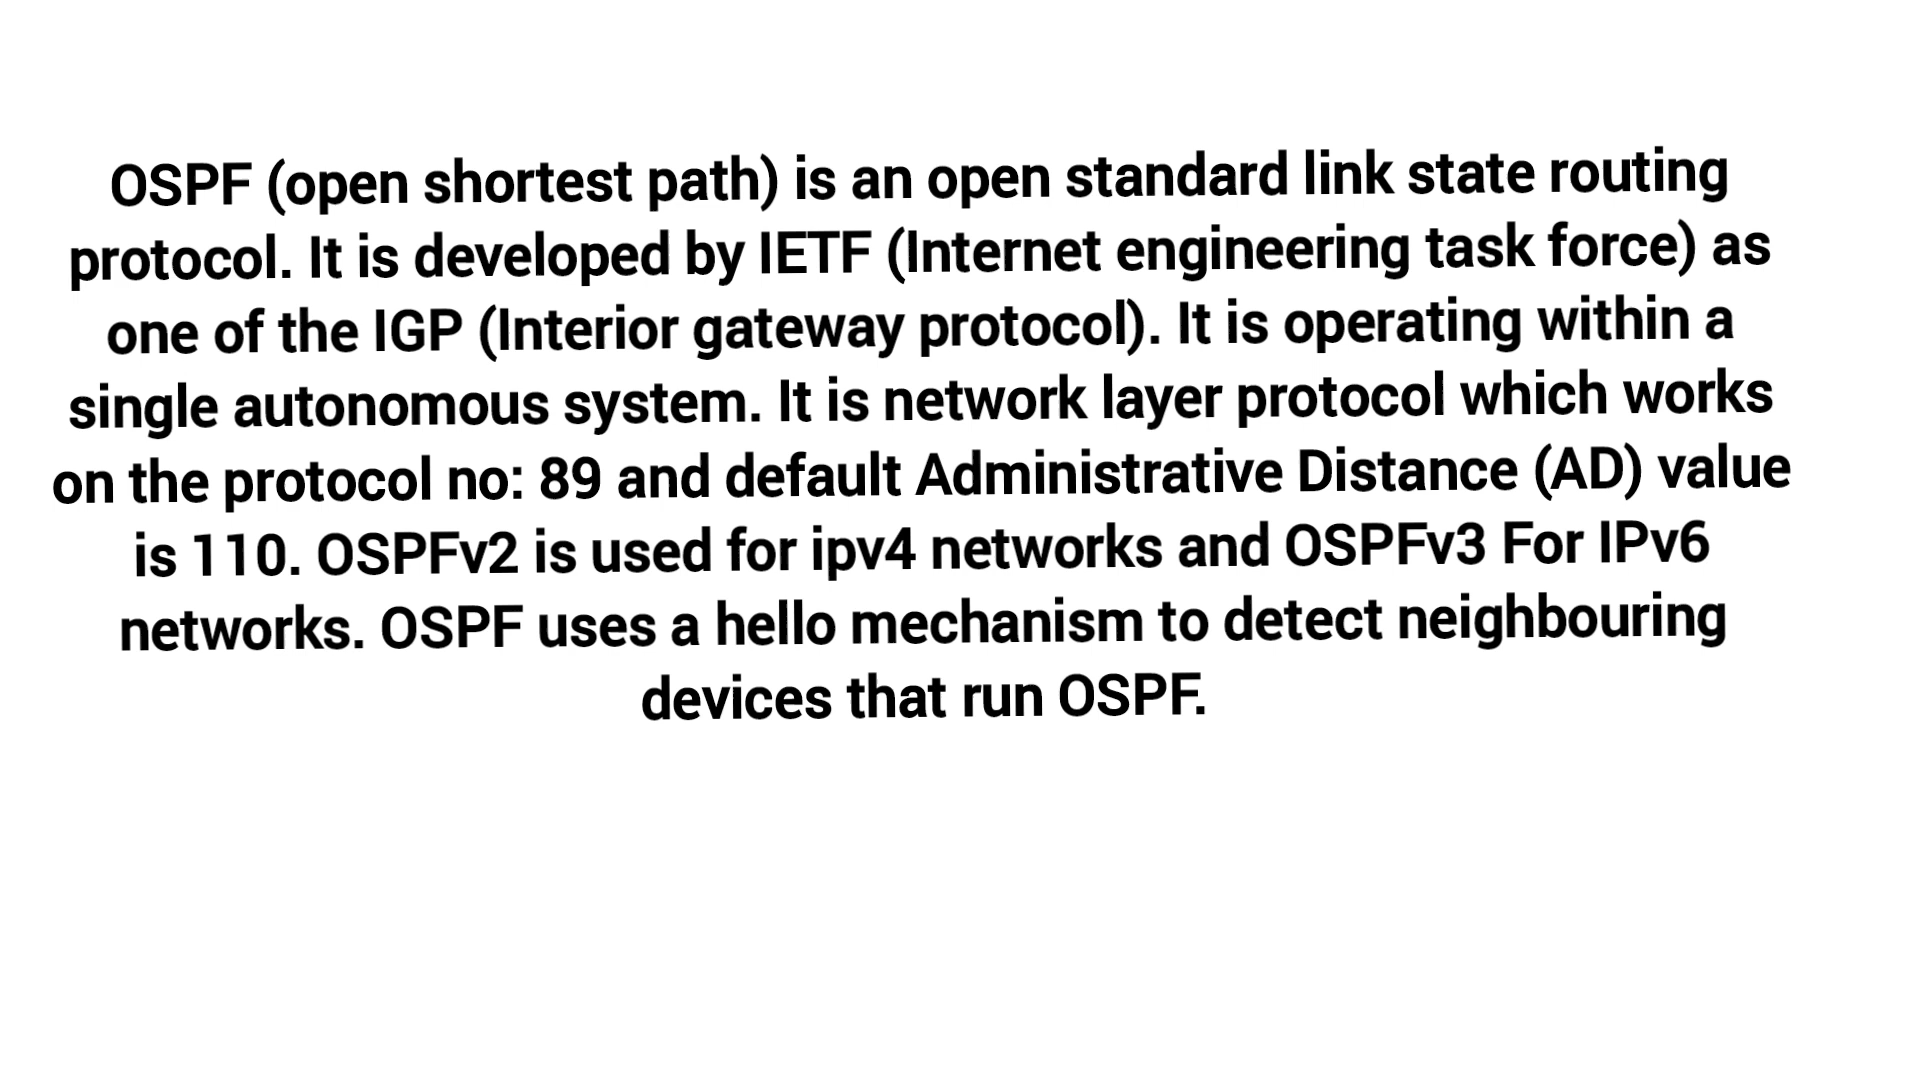 OSPF (open shortest path) is an open standard link state routing
protocol. It is developed by IETF (Internet engineering task force) as
one of the IGP (Interior gateway protocol). It is operating within a
single autonomous system. It is network layer protocol which works
on the protocol no: 89 and default Administrative Distance (AD) value
is 110. OSPFv2 is used for ipv4 networks and OSPFv3 For IPv6
networks. OSPF uses a hello mechanism to detect neighbouring
devices that run OSPF.